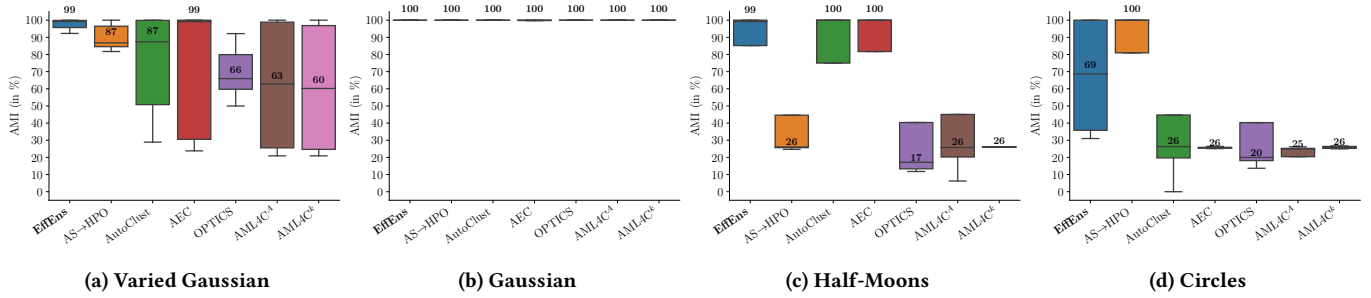 99 87 87 99 66 63 60
AMI (in %)
100
90
80
70
60
50
40
30
20
10
0
EffEns AS→HPO AutoClust AEC OPTICS AML4C^A AML4C^k
(a) Varied Gaussian
100 100 100 100 100 100 100
AMI (in %)
100
90
80
70
60
50
40
30
20
10
0
EffEns AS→HPO AutoClust AEC OPTICS AML4C^A AML4C^k
(b) Gaussian
99 26 100 100 17 26 26
AMI (in %)
100
90
80
70
60
50
40
30
20
10
0
EffEns AS→HPO AutoClust AEC OPTICS AML4C^A AML4C^k
(c) Half-Moons
69 100 26 26 20 25 26
AMI (in %)
100
90
80
70
60
50
40
30
20
10
0
EffEns AS→HPO AutoClust AEC OPTICS AML4C^A AML4C^k
(d) Circles